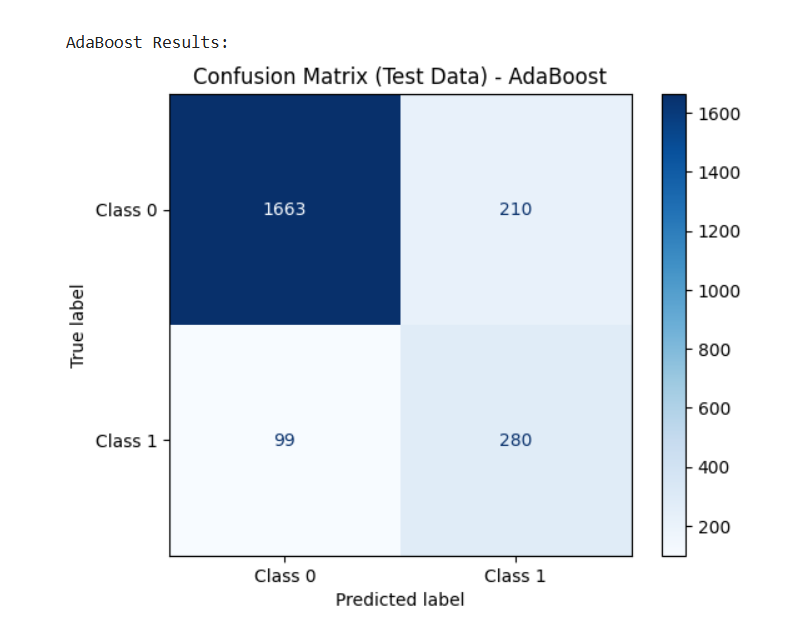 AdaBoost Results:
Confusion Matrix (Test Data) - AdaBoost
1600
1400
1200
1000
800
600
400
200
Class 0
1663
210
True label
Class 1
99
280
Class 0
Class 1
Predicted label